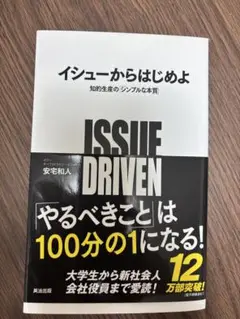 イシューからはじめよ
知的生産の「シンプルな本質」
ISSUE
DRIVEN
安宅和人
「やるべきこと」は
100分の1になる!
大学生から新社会人
会社役員まで愛読!
12
万部突破!
英治出版